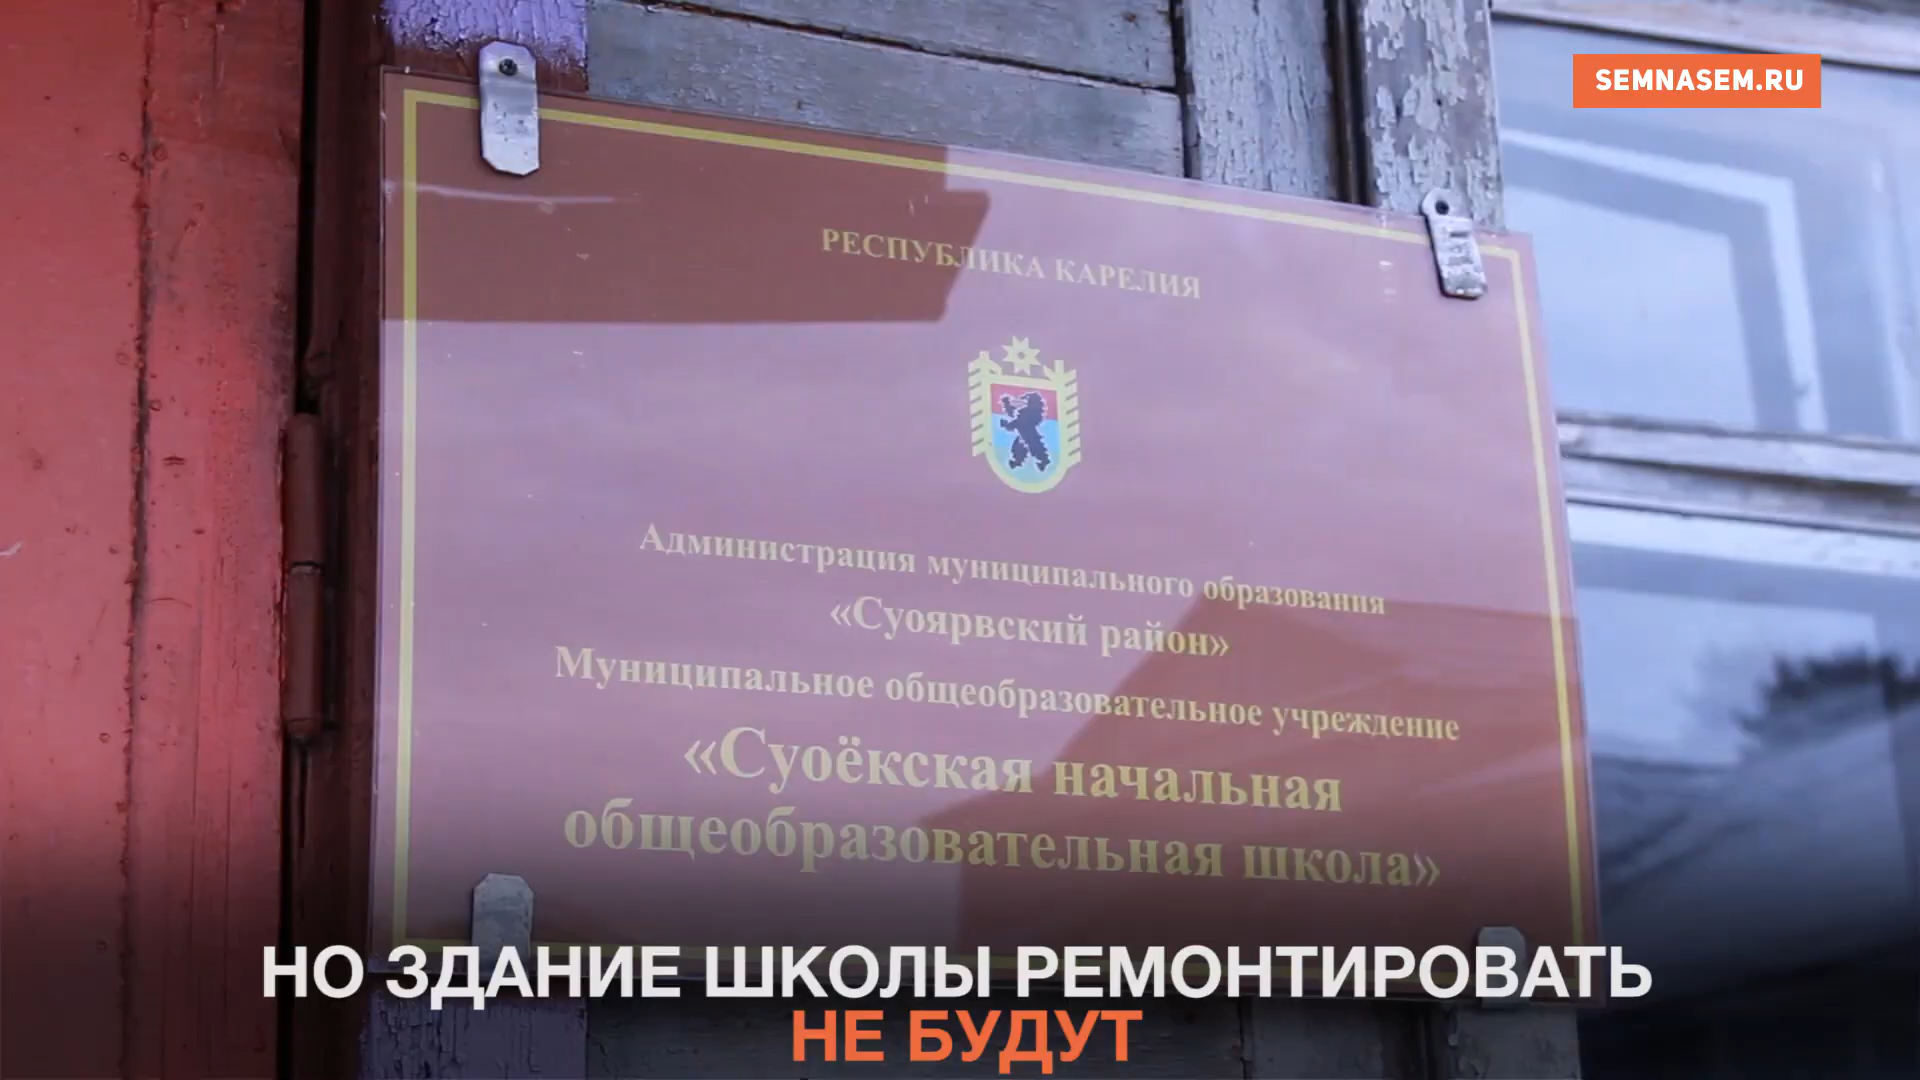 SEMNASEM.RU
РЕСПУБЛИКА КАРЕЛИЯ
Администрация муниципального образования
«Суоярвский район»
Муниципальное общеобразовательное учреждение
«Суоёкская начальная
общеобразовательная школа»
НО ЗДАНИЕ ШКОЛЫ РЕМОНТИРОВАТЬ
НЕ БУДУТ